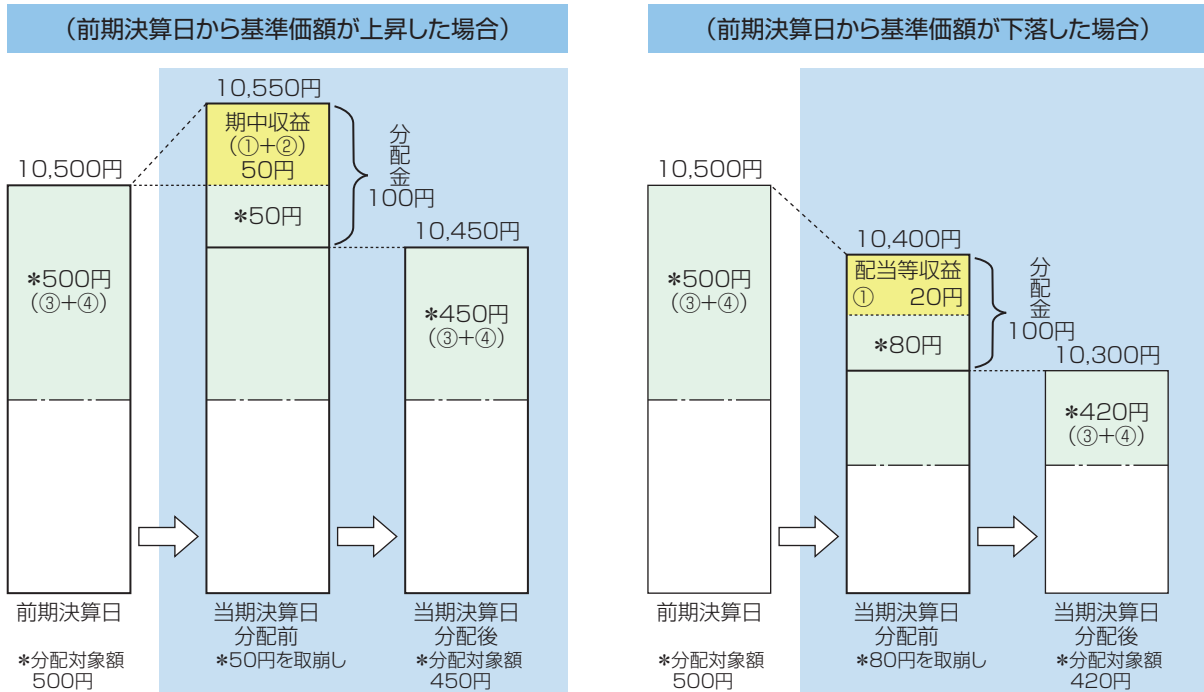 (前期決算日から基準価額が上昇した場合)
10,550円
期中収益
(①+②)
50円
分配金
100円
10,500円
*50円
10,450円
*500円
(③+④)
*450円
(③+④)
前期決算日
当期決算日
分配前
当期決算日
分配後
*分配対象額
500円
*50円を取崩し
*分配対象額
450円
(前期決算日から基準価額が下落した場合)
10,500円
10,400円
配当等収益
① 20円
分配金
100円
*500円
(③+④)
*80円
10,300円
*420円
(③+④)
前期決算日
当期決算日
分配前
当期決算日
分配後
*分配対象額
500円
*80円を取崩し
*分配対象額
420円